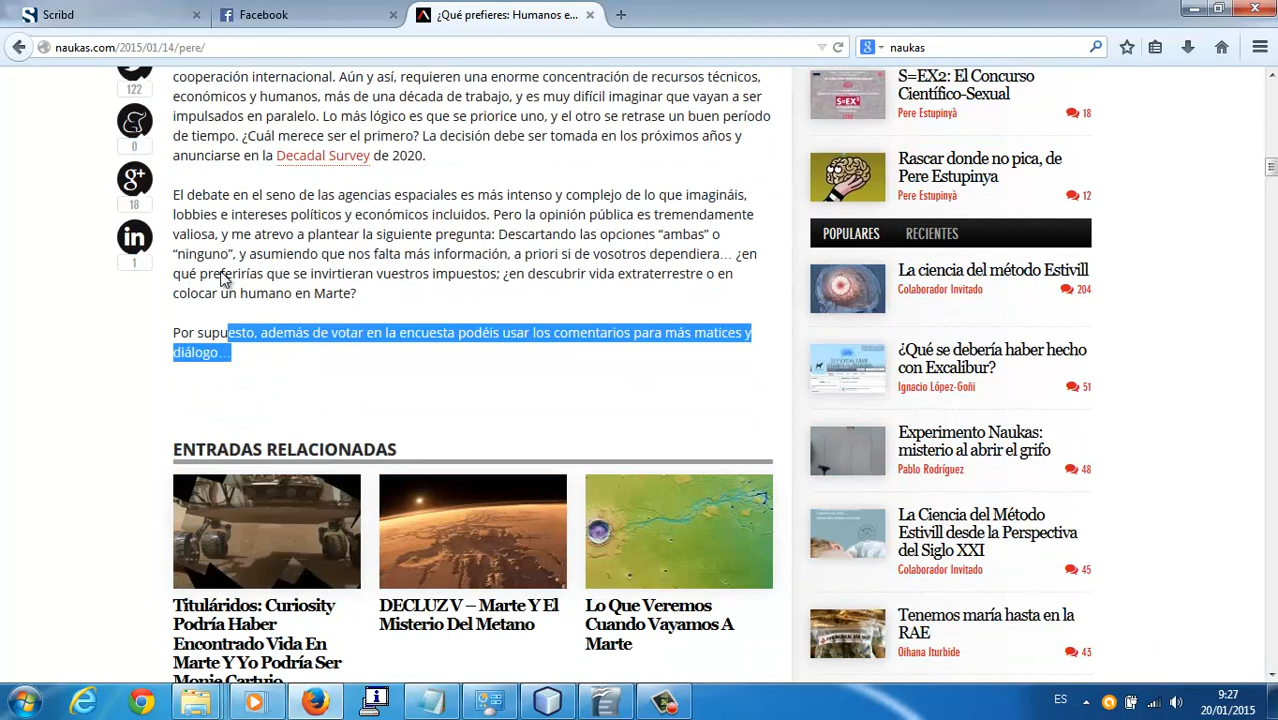 Scribd
Facebook
¿Qué prefieres: Humanos e...
naukas.com/2015/01/14/pere/
naukas
122
0
18
1
cooperación internacional. Aún y así, requieren una enorme concentración de recursos técnicos,
económicos y humanos, más de una década de trabajo, y es muy difícil imaginar que vayan a ser
impulsados en paralelo. Lo más lógico es que se priorice uno, y el otro se retrase un buen período
de tiempo. ¿Cuál merece ser el primero? La decisión debe ser tomada en los próximos años y
anunciarse en la Decadal Survey de 2020.
El debate en el seno de las agencias espaciales es más intenso y complejo de lo que imagináis,
lobbies e intereses políticos y económicos incluidos. Pero la opinión pública es tremendamente
valiosa, y me atrevo a plantear la siguiente pregunta: Descartando las opciones “ambas” o
“ninguno”, y asumiendo que nos falta más información, a priori si de vosotros dependiera… ¿en
qué preferirías que se invirtieran vuestros impuestos; ¿en descubrir vida extraterrestre o en
colocar un humano en Marte?
Por supuesto, además de votar en la encuesta podéis usar los comentarios para más matices y
diálogo…
ENTRADAS RELACIONADAS
Tituláridos: Curiosity
Podría Haber
Encontrado Vida En
Marte Y Yo Podría Ser
Monje Cartujo
DECLUZ V – Marte Y El
Misterio Del Metano
Lo Que Veremos
Cuando Vayamos A
Marte
S=EX2: El Concurso
Científico-Sexual
Pere Estupinyà
18
Rascar donde no pica, de
Pere Estupinya
Pere Estupinyà
12
POPULARES
RECIENTES
La ciencia del método Estivill
Colaborador Invitado
204
¿Qué se debería haber hecho
con Excalibur?
Ignacio López-Goñi
51
Experimento Naukas:
misterio al abrir el grifo
Pablo Rodríguez
48
La Ciencia del Método
Estivill desde la Perspectiva
del Siglo XXI
Colaborador Invitado
45
Tenemos maría hasta en la
RAE
Oihana Iturbide
43
ES
9:27
20/01/2015